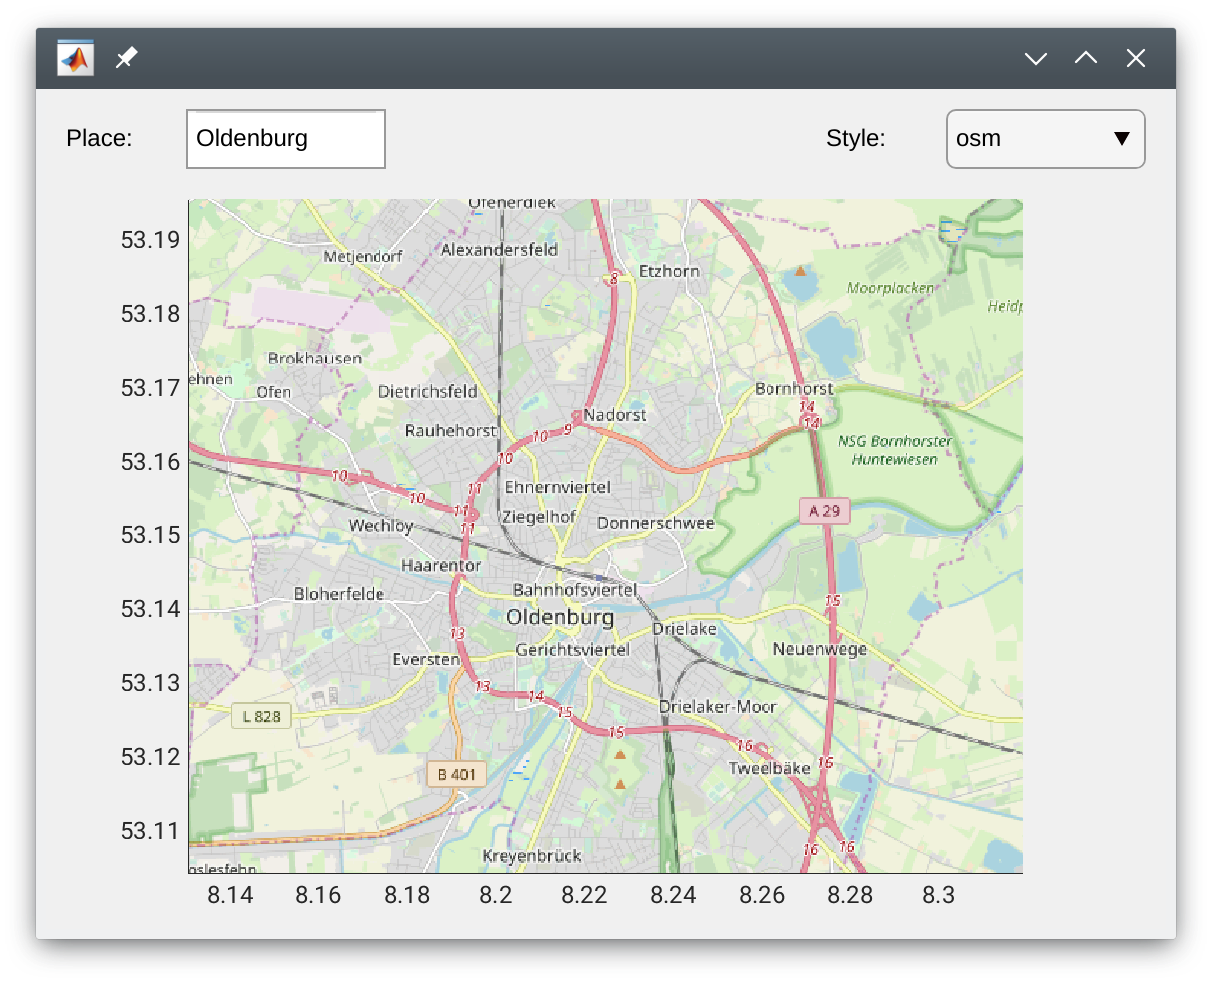 Place:
Oldenburg
Style:
osm
53.19
53.18
53.17
53.16
53.15
53.14
53.13
53.12
53.11
Ofenerdiek
Metjendorf
Alexandersfeld
8
Etzhorn
Moorplacken
Brokhausen
ehnen
Ofen
Dietrichsfeld
Bornhorst
14
14
Nadorst
9
10
Rauhehorst
10
NSG Bornhorster
Huntewiesen
10
10
11
Ehnernviertel
11
11
Ziegelhof
Donnerschwee
A 29
Wechloy
Haarentor
Bloherfelde
Bahnhofsviertel
Oldenburg
15
13
Drielake
Gerichtsviertel
Neuenwege
Eversten
13
14
15
Drielaker-Moor
L 828
15
16
Tweelbäke
16
B 401
16
16
Kreyenbrück
8.14
8.16
8.18
8.2
8.22
8.24
8.26
8.28
8.3